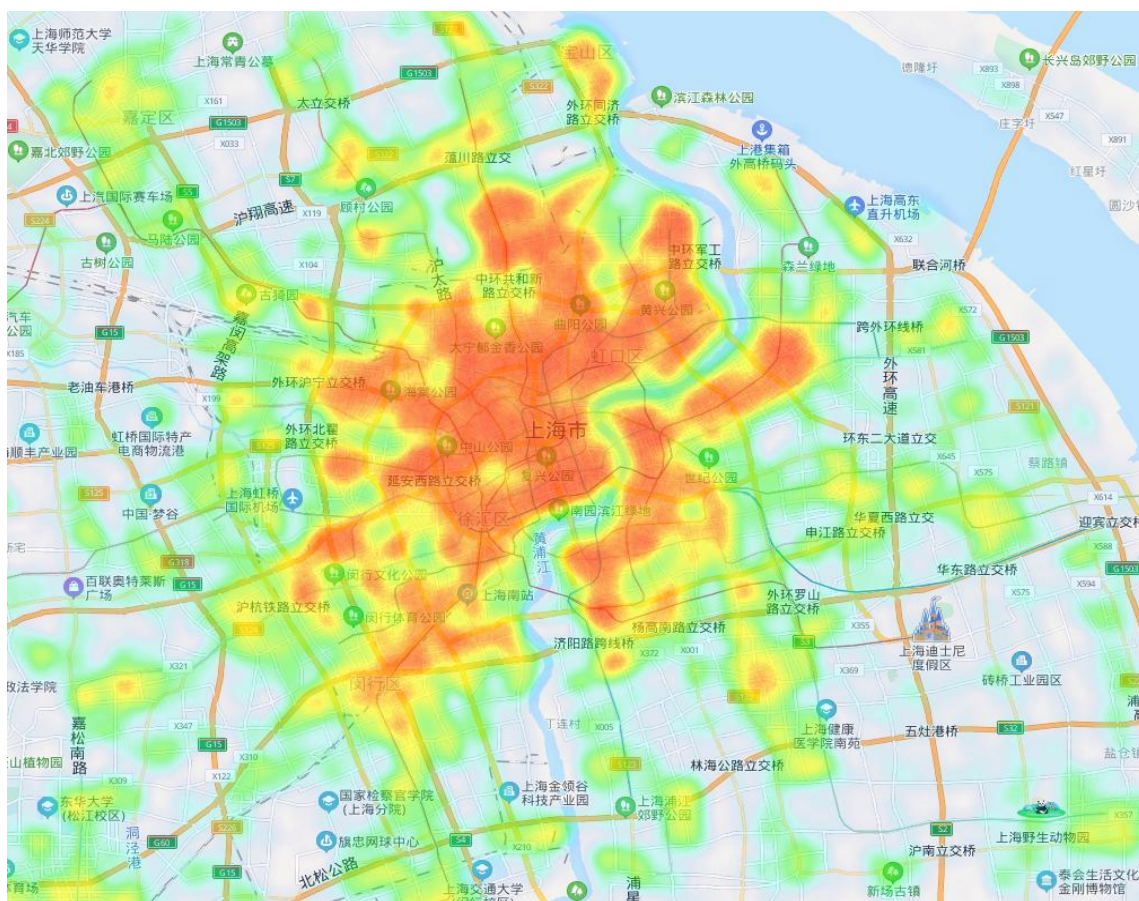 上海师范大学
天华学院
上海常青公墓
G1503
宝山区
S322
长兴岛郊野公园
德隆圩
X893
X898
X547
庄字圩
X891
红星圩
嘉定区
X161
太立交桥
外环同济
路立交桥
滨江森林公园
G1503
X033
上港集箱
外高桥码头
嘉北郊野公园
S322
蕰川路立交
S7
S5
上汽国际赛车场
顾村公园
上海高东
直升机场
圆沙
沪翔高速
X119
S224
马陆公园
X632
古树公园
X104
沪太路
中环军工
路立交桥
森兰绿地
联合河桥
中环共和新
路立交桥
古猗园
曲阳公园
黄兴公园
X572
汽车
公园
G15
嘉闵高架路
跨外环线桥
G1503
X185
大宁郁金香公园
虹口区
X581
外环高速
老油车港桥
外环沪宁立交桥
海棠公园
X199
S121
虹桥国际特产
电商物流港
外环北翟
路立交桥
上海市
顺丰产业园
中山公园
环东二大道立交
复兴公园
X645
蔡路镇
S125
延安西路立交桥
世纪公园
X575
上海虹桥
国际机场
X614
中国·梦谷
徐汇区
南园滨江绿地
华夏西路立交
迎宾立交
申江路立交桥
黄浦江
新宅
G318
X588
百联奥特莱斯
广场
G15
闵行文化公园
华东路立交桥
G1503
X594
上海南站
外环罗山
路立交桥
X575
沪杭铁路立交桥
闵行体育公园
X355
杨高南路立交桥
上海迪士尼
度假区
济阳路跨线桥
S3
X321
X372
X001
X369
砖桥工业园区
政法学院
闵行区
嘉松南路
丁连村
X005
上海健康
医学院南苑
X347
五灶港桥
S32
G15
X310
山植物园
X122
林海公路立交桥
盐仓
X309
国家检察官学院
(上海分院)
上海金领谷
科技产业园
东华大学
(松江校区)
上海浦江
郊野公园
X357
洞泾港
旗忠网球中心
S4
S2
上海野生动物园
G60
X210
沪南立交桥
G15
北松公路
上海交通大学
浦星
新场古镇
泰会生活文化
金刚博物馆
体育场